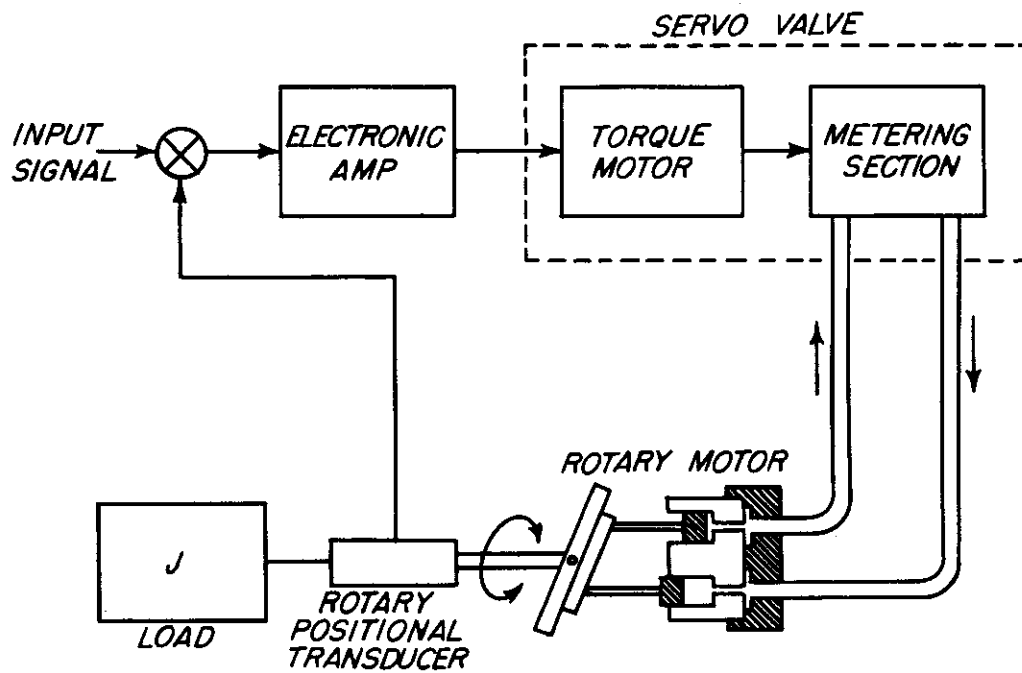 SERVO VALVE
INPUT
SIGNAL
ELECTRONIC
AMP
TORQUE
MOTOR
METERING
SECTION
ROTARY MOTOR
J
LOAD
ROTARY
POSITIONAL
TRANSDUCER